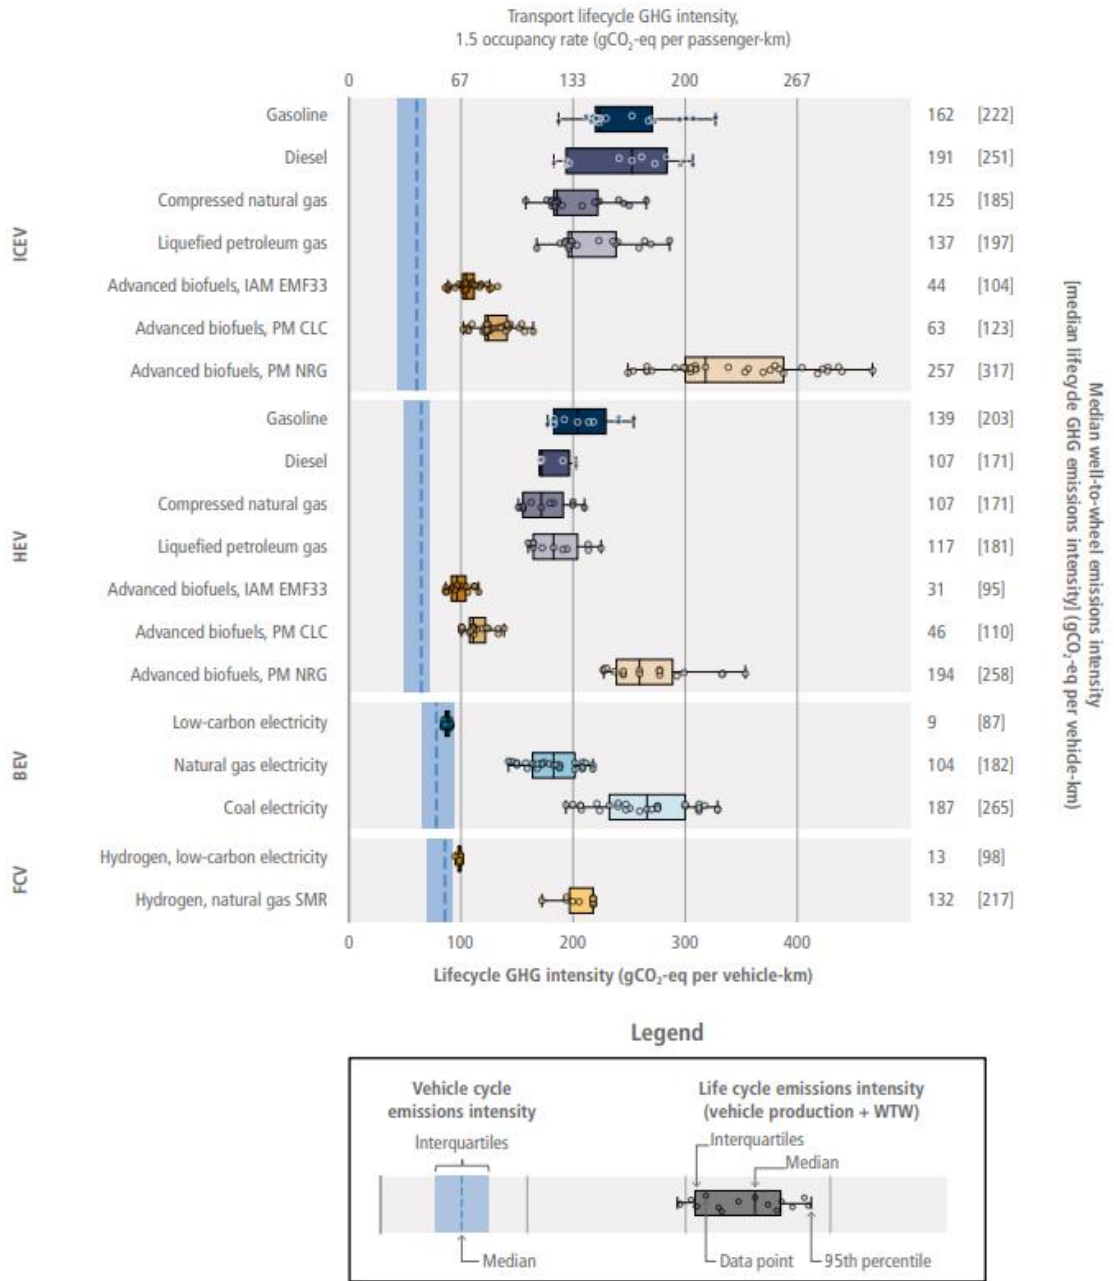 Transport lifecycle GHG intensity,
1.5 occupancy rate (gCO₂-eq per passenger-km)
0 67 133 200 267
ICEV
Gasoline 162 [222]
Diesel 191 [251]
Compressed natural gas 125 [185]
Liquefied petroleum gas 137 [197]
Advanced biofuels, IAM EMF33 44 [104]
Advanced biofuels, PM CLC 63 [123]
Advanced biofuels, PM NRG 257 [317]
HEV
Gasoline 139 [203]
Diesel 107 [171]
Compressed natural gas 107 [171]
Liquefied petroleum gas 117 [181]
Advanced biofuels, IAM EMF33 31 [95]
Advanced biofuels, PM CLC 46 [110]
Advanced biofuels, PM NRG 194 [258]
BEV
Low-carbon electricity 9 [87]
Natural gas electricity 104 [182]
Coal electricity 187 [265]
FCV
Hydrogen, low-carbon electricity 13 [98]
Hydrogen, natural gas SMR 132 [217]
Median well-to-wheel emissions intensity
[median lifecyde GHG emissions intensity] (gCO₂-eq per vehide-km)
0 100 200 300 400
Lifecycle GHG intensity (gCO₂-eq per vehicle-km)
Legend
Vehicle cycle
emissions intensity
Interquartiles
Median
Life cycle emissions intensity
(vehicle production + WTW)
Interquartiles
Median
Data point
95th percentile